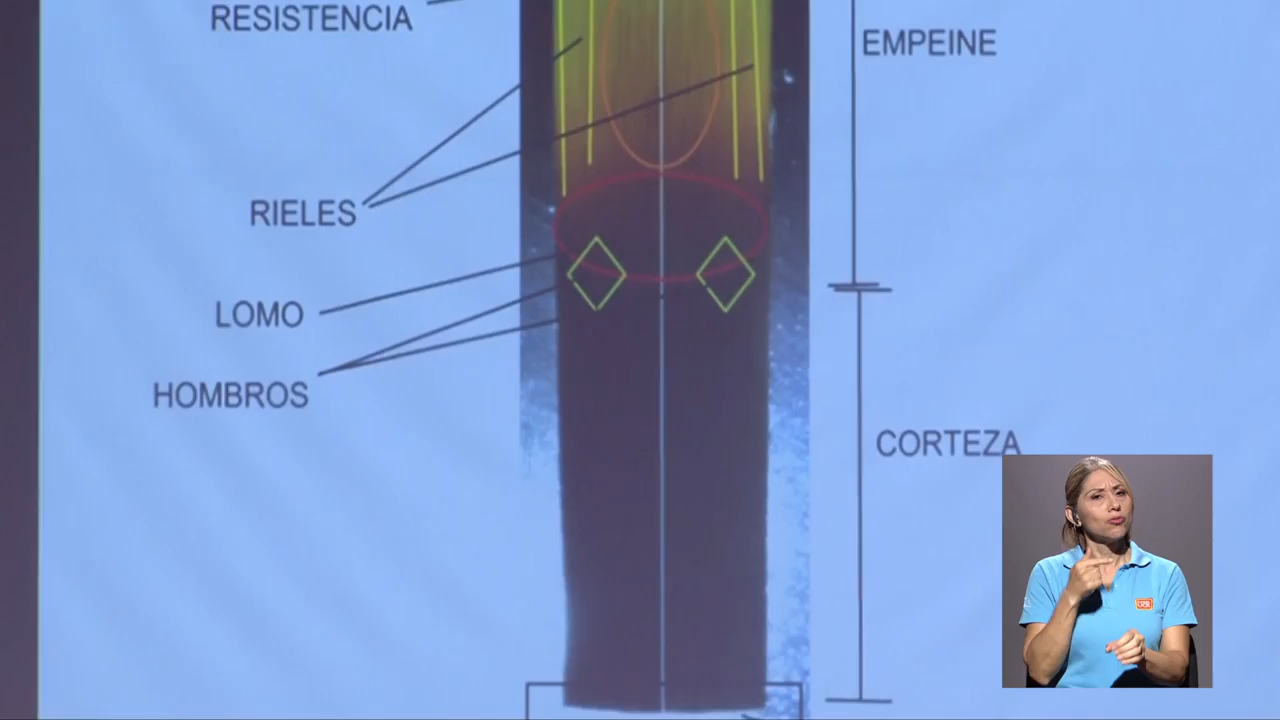 RESISTENCIA
EMPEINE
RIELES
LOMO
HOMBROS
CORTEZA